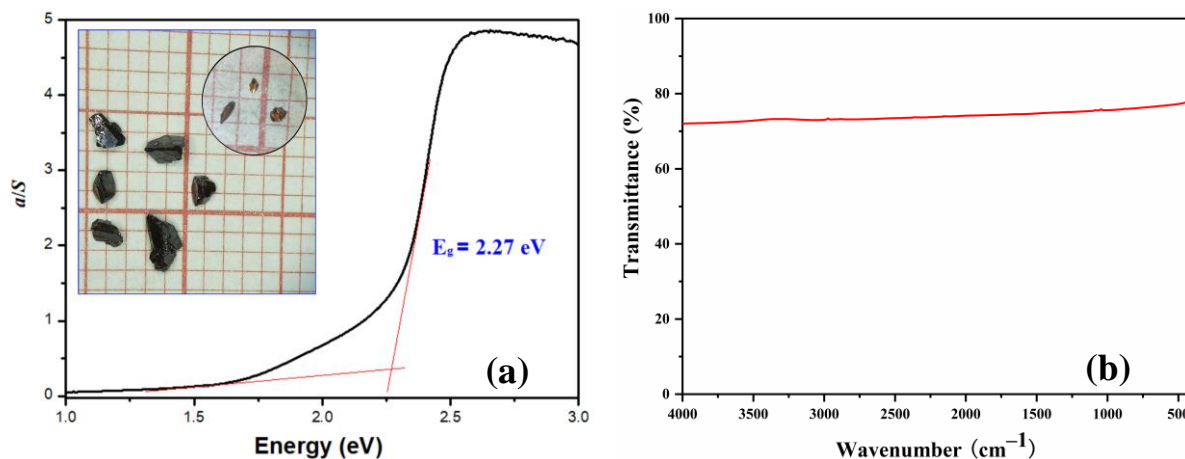 5
4
3
2
1
0
a/S
E_g = 2.27 eV
(a)
1.0 1.5 2.0 2.5 3.0
Energy (eV)
100
80
60
40
20
0
Transmittance (%)
(b)
4000 3500 3000 2500 2000 1500 1000 500
Wavenumber (cm⁻¹)